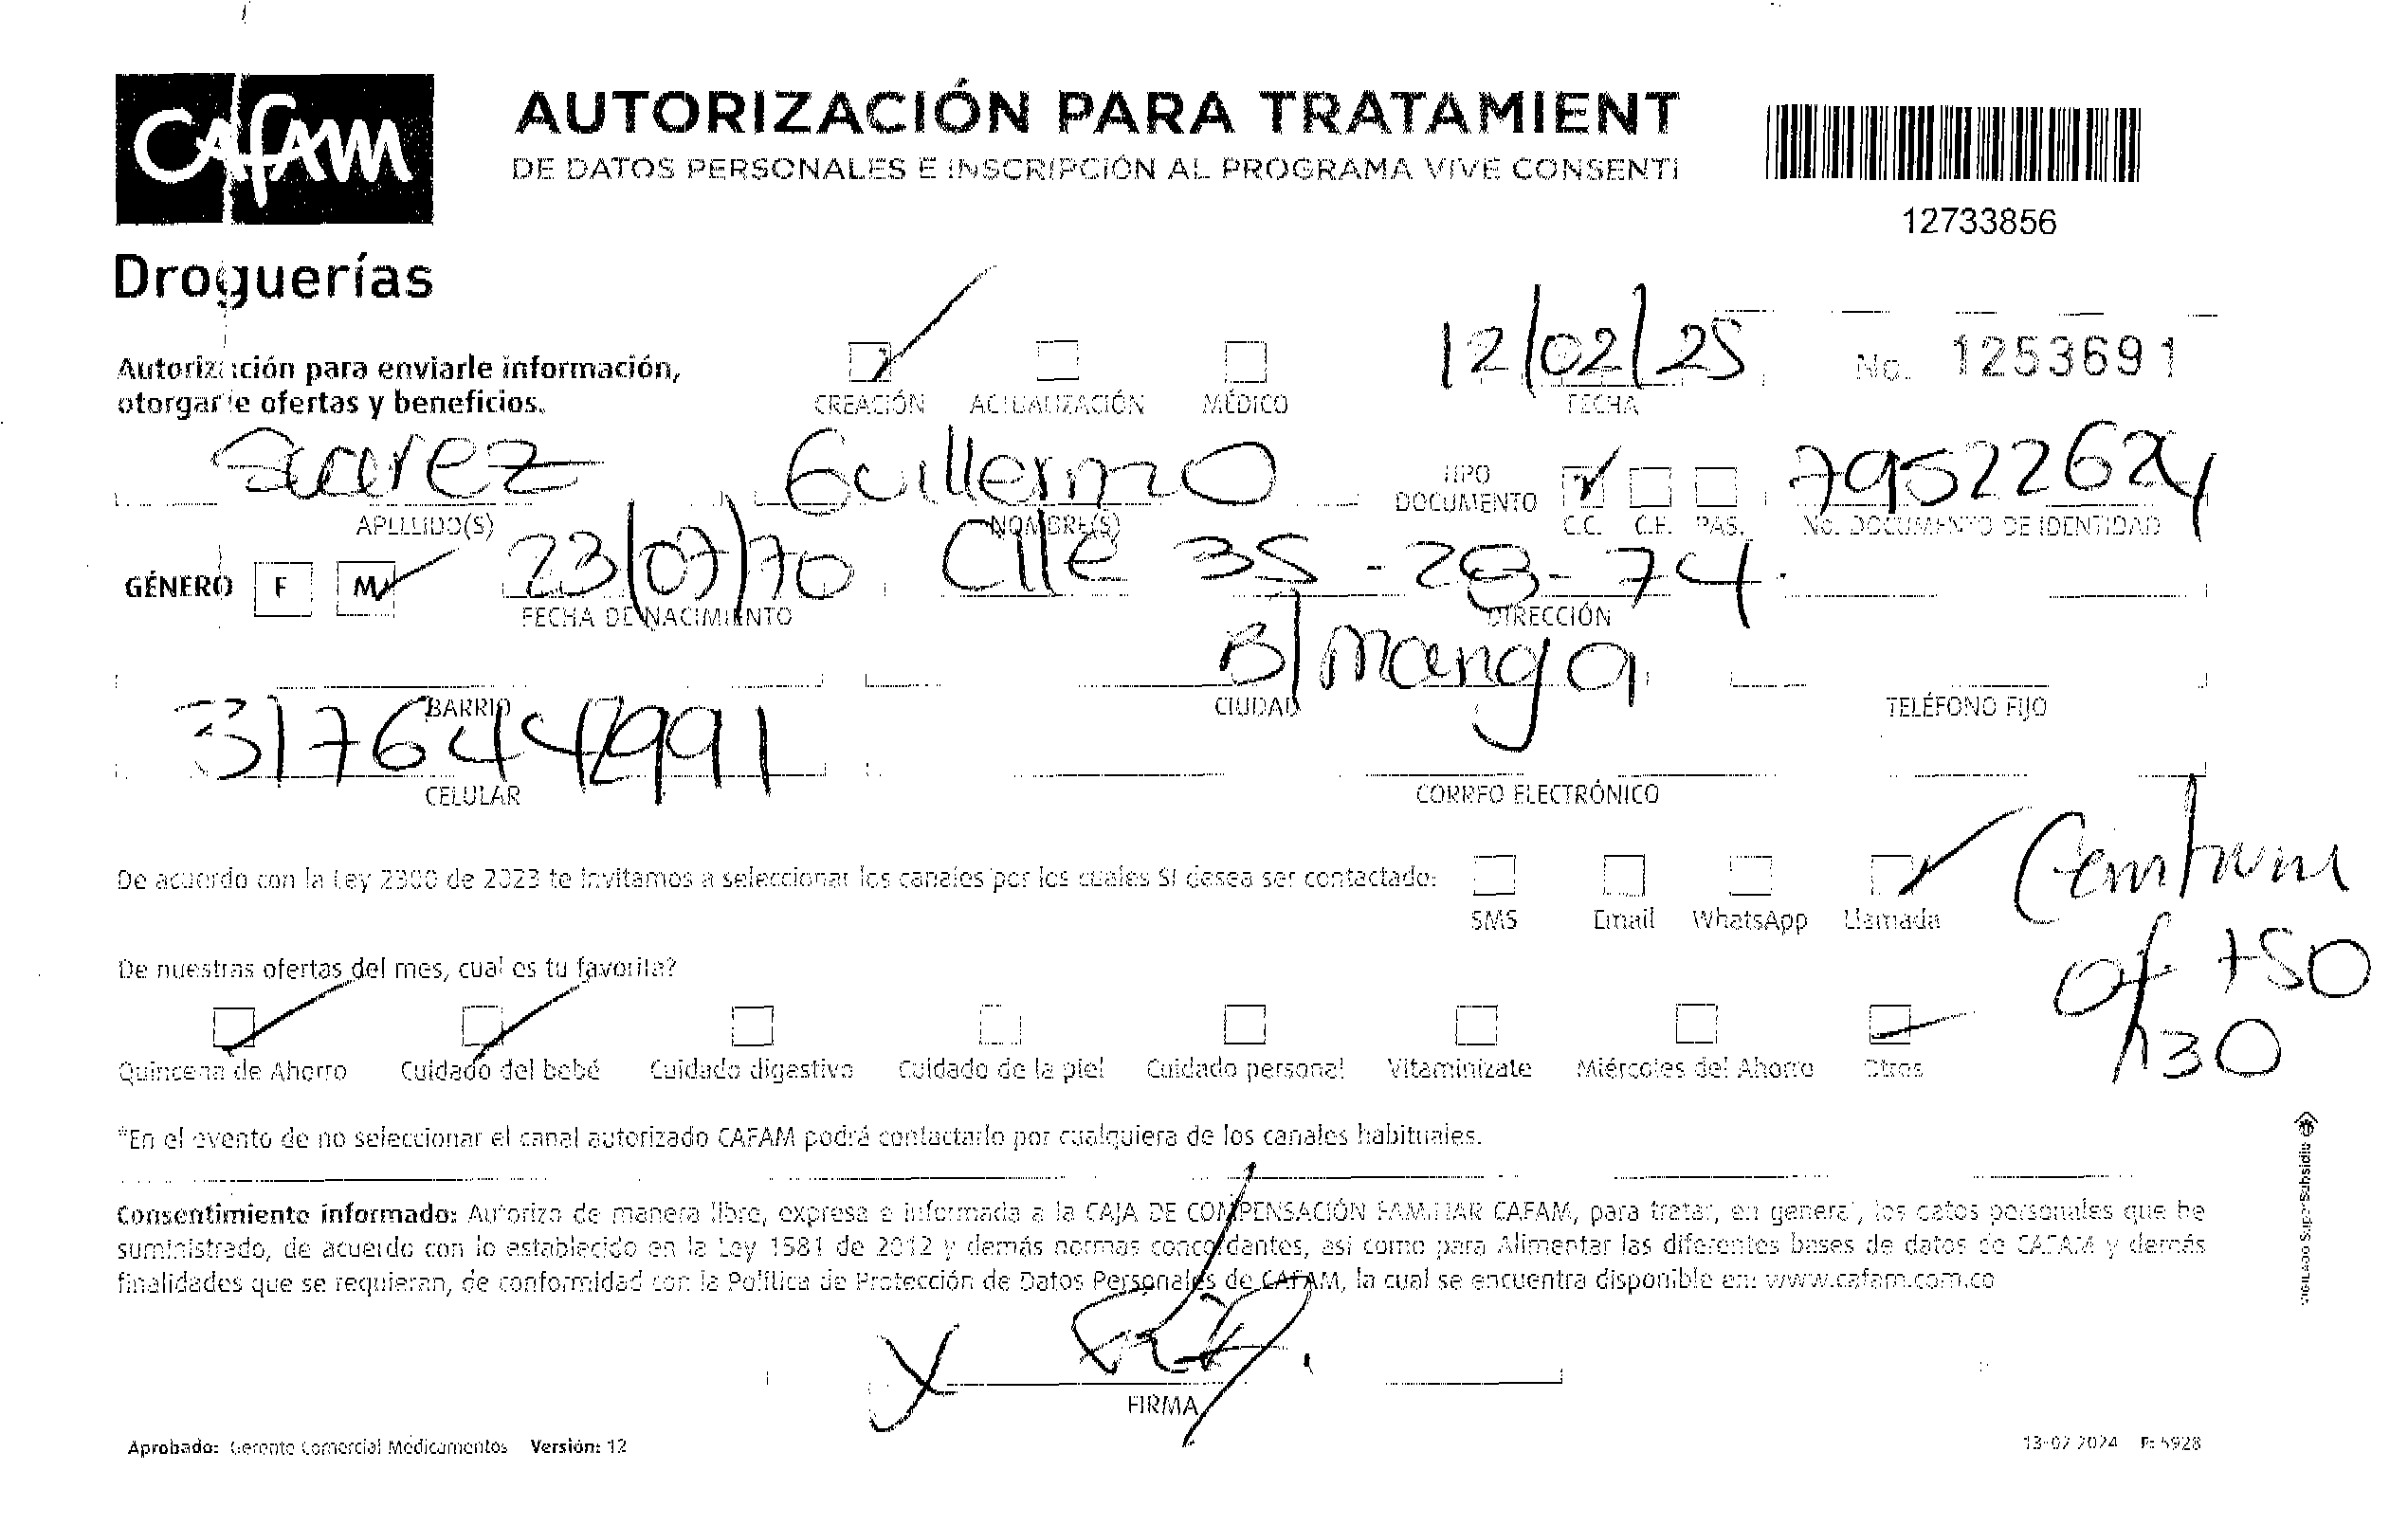 Cafam
AUTORIZACIÓN PARA TRATAMIENT
DE DATOS PERSONALES E INSCRIPCIÓN AL PROGRAMA VIVE CONSENTI
12733856
Droguerías
Autorización para enviarle información,
otorgarle ofertas y beneficios.
CREACIÓN ACTUALIZACIÓN MÉDICO
12/02/25
FECHA
No. 1253691
Suarez Guillermo
APELLIDO(S) NOMBRE(S)
TIPO
DOCUMENTO
C.C. C.E. PAS.
79522624
No. DOCUMENTO DE IDENTIDAD
GÉNERO F M
23/07/70
FECHA DE NACIMIENTO
Clle 35 - 28 - 74
DIRECCIÓN
BARRIO
B/manga
CIUDAD
TELÉFONO FIJO
CELULAR
CORREO ELECTRÓNICO
De acuerdo con la Ley 2300 de 2023 te invitamos a seleccionar los canales por los cuales SI desea ser contactado:
SMS Email WhatsApp Llamada
Centrum
of +50
De nuestras ofertas del mes, cual es tu favorita?
Quincena de Ahorro Cuidado del bebé Cuidado digestivo Cuidado de la piel Cuidado personal Vitaminízate Miércoles del Ahorro Otros
*En el evento de no seleccionar el canal autorizado CAFAM podrá contactarlo por cualquiera de los canales habituales.
Consentimiento informado: Autorizo de manera libre, expresa e informada a la CAJA DE COMPENSACIÓN FAMILIAR CAFAM, para tratar, en general, los datos personales que he
suministrado, de acuerdo con lo establecido en la Ley 1581 de 2012 y demás normas concordantes, así como para Alimentar las diferentes bases de datos de CAFAM y demás
finalidades que se requieran, de conformidad con la Política de Protección de Datos Personales de CAFAM, la cual se encuentra disponible en: www.cafam.com.co
X
FIRMA
VIGILADO SuperSubsidio
Aprobado: Gerente Comercial Medicamentos Versión: 12
13-02 2024